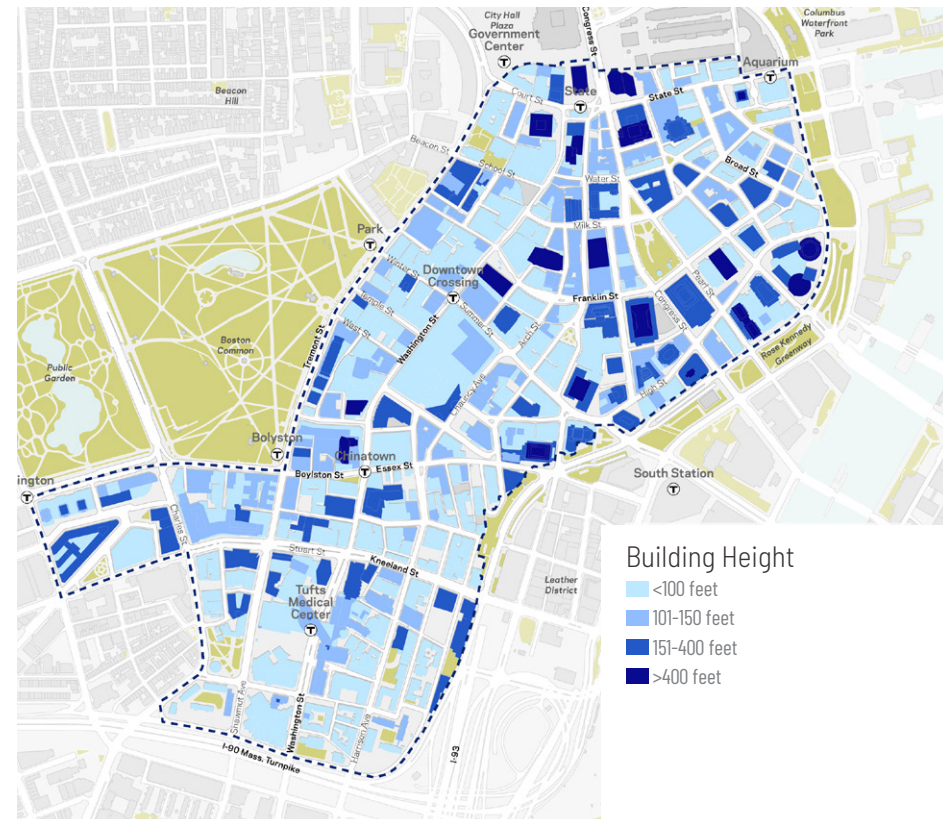 City Hall
Plaza
Government
Center
Congress St
Columbus
Waterfront
Park
Aquarium
Beacon
Hill
Court St
State
State St
Beacon St
School St
Water St
Broad St
Milk St
Park
Winter St
Downtown
Crossing
Temple St
West St
Tremont St
Washington St
Summer St
Arch St
Franklin St
Congress St
Pearl St
Boston
Common
Public
Garden
Chauncy Ave
High St
Rose Kennedy
Greenway
Bolyston
Chinatown
Boylston St
Essex St
South Station
ington
Charles St
Stuart St
Kneeland St
Leather
District
Tufts
Medical
Center
Shawmut Ave
Washington St
Harrison Ave
I-93
I-90 Mass. Turnpike
T
T
T
T
T
T
T
T
T
T
Building Height
<100 feet
101-150 feet
151-400 feet
>400 feet